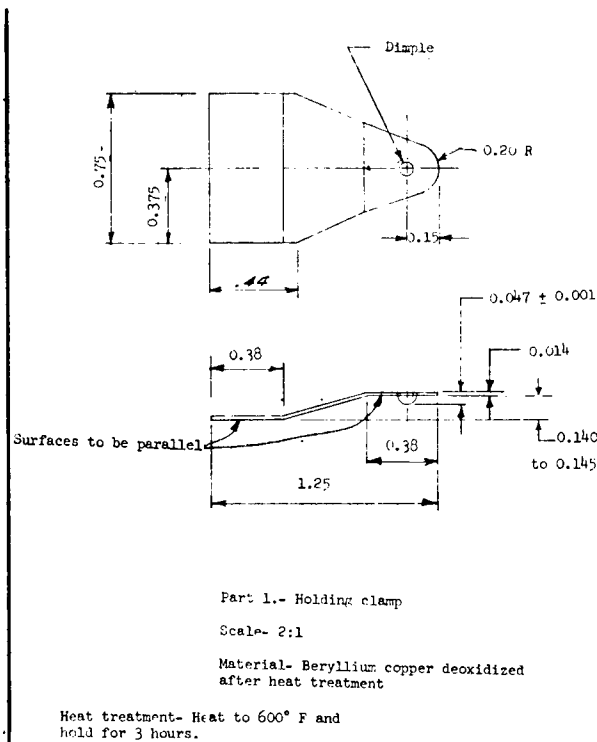 Dimple
0.20 R
0.75
0.375
0.15
.44
0.047 ± 0.001
0.38
0.014
Surfaces to be parallel
0.38
0.140
to 0.145
1.25
Part 1.- Holding clamp
Scale- 2:1
Material- Beryllium copper deoxidized
after heat treatment
Heat treatment- Heat to 600° F and
hold for 3 hours.